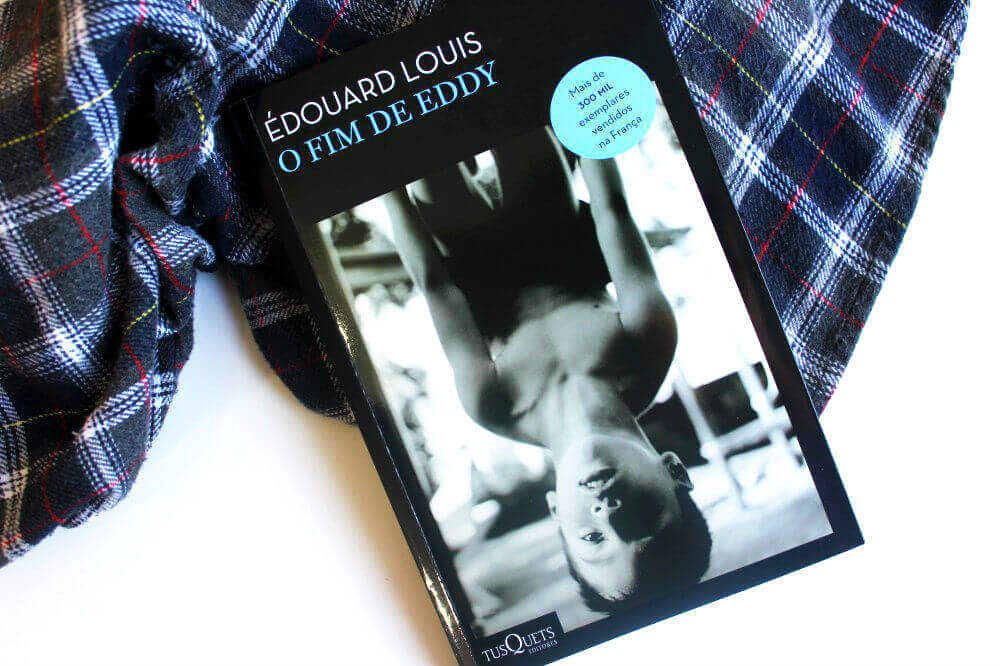 ÉDOUARD LOUIS
O FIM DE EDDY
Mais de
300 MIL
exemplares
vendidos
na França
TUSQUETS
EDITORES